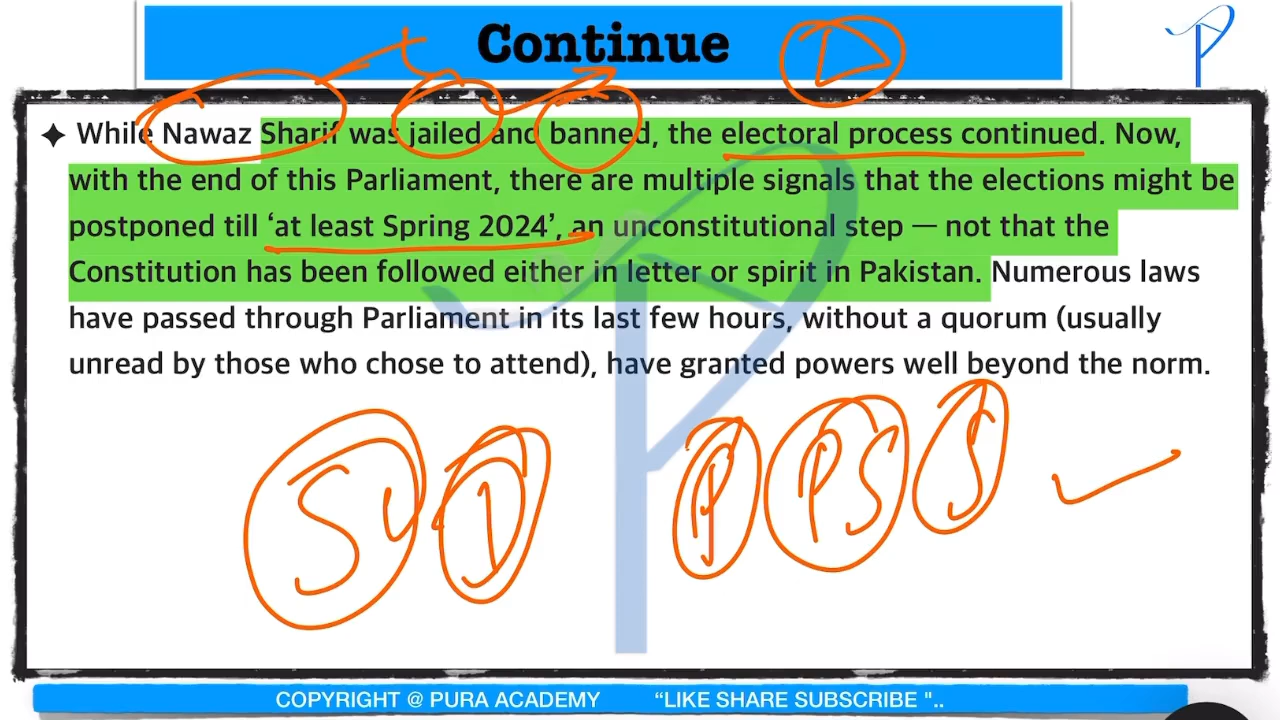 Continue
✦ While Nawaz Sharif was jailed and banned, the electoral process continued. Now,
with the end of this Parliament, there are multiple signals that the elections might be
postponed till ‘at least Spring 2024’, an unconstitutional step — not that the
Constitution has been followed either in letter or spirit in Pakistan. Numerous laws
have passed through Parliament in its last few hours, without a quorum (usually
unread by those who chose to attend), have granted powers well beyond the norm.
P PS S
COPYRIGHT @ PURA ACADEMY “LIKE SHARE SUBSCRIBE "..